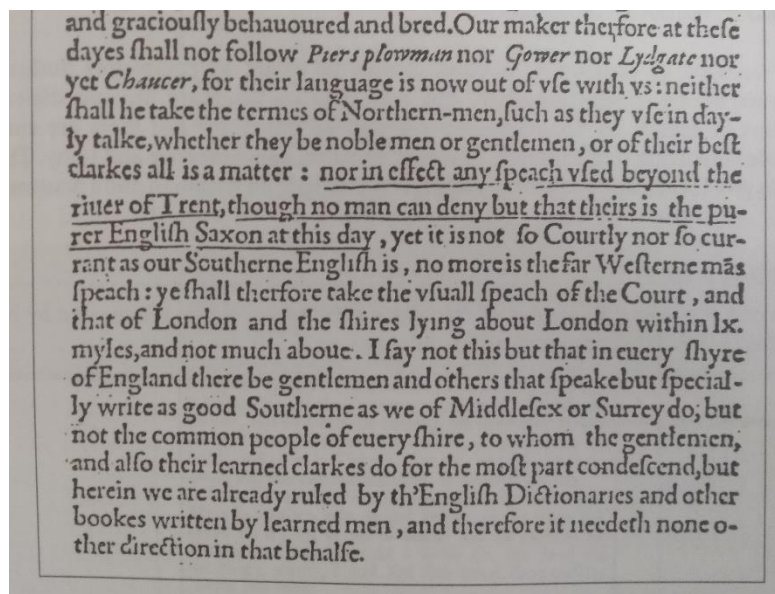 and graciouſly behauoured and bred. Our maker therfore at theſe
dayes ſhall not follow Piers plowman nor Gower nor Lydgate nor
yet Chaucer, for their language is now out of vſe with vs: neither
ſhall he take the termes of Northern-men, ſuch as they vſe in day-
ly talke, whether they be noble men or gentlemen, or of their beſt
clarkes all is a matter : nor in effect any ſpeach vſed beyond the
riuer of Trent, though no man can deny but that theirs is the pu-
rer Engliſh Saxon at this day, yet it is not ſo Courtly nor ſo cur-
rant as our Southerne Engliſh is, no more is the far Weſterne mãs
ſpeach : ye ſhall therfore take the vſuall ſpeach of the Court, and
that of London and the ſhires lying about London within lx.
myles, and not much aboue. I ſay not this but that in euery ſhyre
of England there be gentlemen and others that ſpeake but ſpecial-
ly write as good Southerne as we of Middleſex or Surrey do, but
not the common people of euery ſhire, to whom the gentlemen,
and alſo their learned clarkes do for the moſt part condeſcend, but
herein we are already ruled by th'Engliſh Dictionaries and other
bookes written by learned men, and therefore it needeth none o-
ther direction in that behalfe.